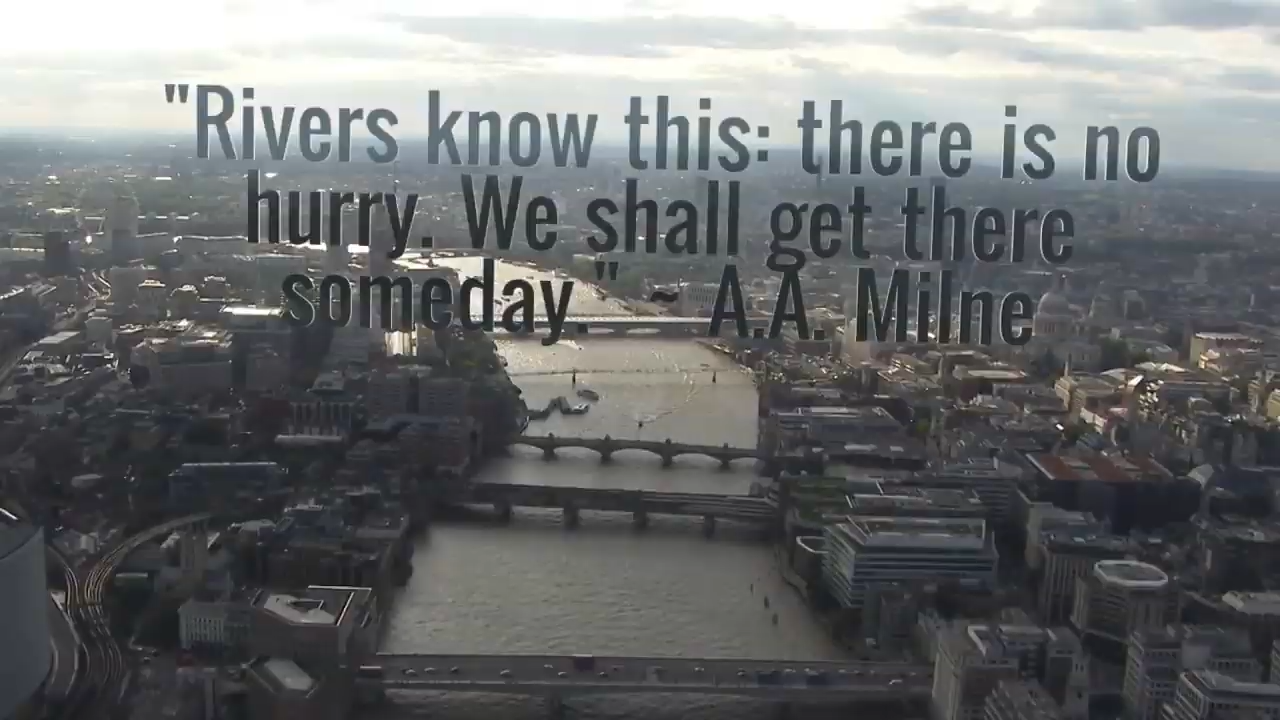 "Rivers know this: there is no
hurry. We shall get there
someday." ~ A.A. Milne